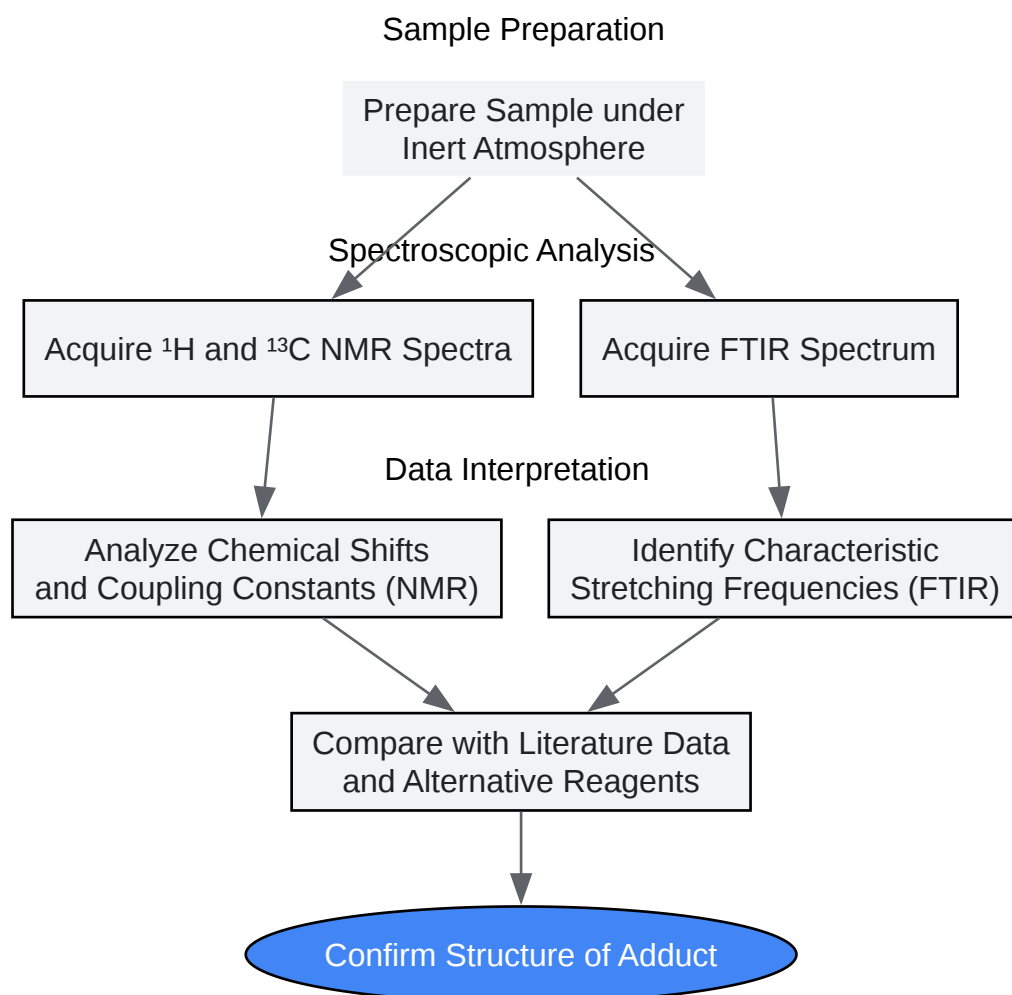 Sample Preparation
Prepare Sample under
Inert Atmosphere
Spectroscopic Analysis
Acquire ¹H and ¹³C NMR Spectra
Acquire FTIR Spectrum
Data Interpretation
Analyze Chemical Shifts
and Coupling Constants (NMR)
Identify Characteristic
Stretching Frequencies (FTIR)
Compare with Literature Data
and Alternative Reagents
Confirm Structure of Adduct